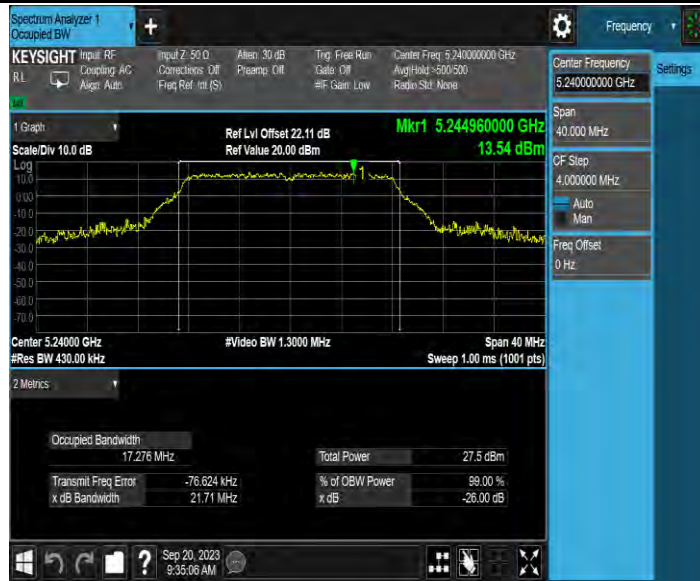 Spectrum Analyzer 1
Occupied BW
Frequency
KEYSIGHT Input: RF
Coupling: AC
Align: Auto
RL
Input Z: 50 Ω
Corrections: Off
Freq Ref: Int (S)
Atten: 30 dB
Preamp: Off
Trig: Free Run
Gate: Off
#IF Gain: Low
Center Freq: 5.240000000 GHz
Avg|Hold:>500/500
Radio Std: None
Center Frequency
5.240000000 GHz
Settings
Span
40.000 MHz
CF Step
4.000000 MHz
Auto
Man
Freq Offset
0 Hz
1 Graph
Scale/Div 10.0 dB
Ref Lvl Offset 22.11 dB
Ref Value 20.00 dBm
Mkr1 5.244960000 GHz
13.54 dBm
Log
10.0
0.00
-10.0
-20.0
-30.0
-40.0
-50.0
-60.0
-70.0
1
Center 5.24000 GHz
#Res BW 430.00 kHz
#Video BW 1.3000 MHz
Span 40 MHz
Sweep 1.00 ms (1001 pts)
2 Metrics
Occupied Bandwidth
17.276 MHz
Total Power 27.5 dBm
Transmit Freq Error -76.624 kHz
% of OBW Power 99.00 %
x dB Bandwidth 21.71 MHz
x dB -26.00 dB
Sep 20, 2023
9:35:06 AM